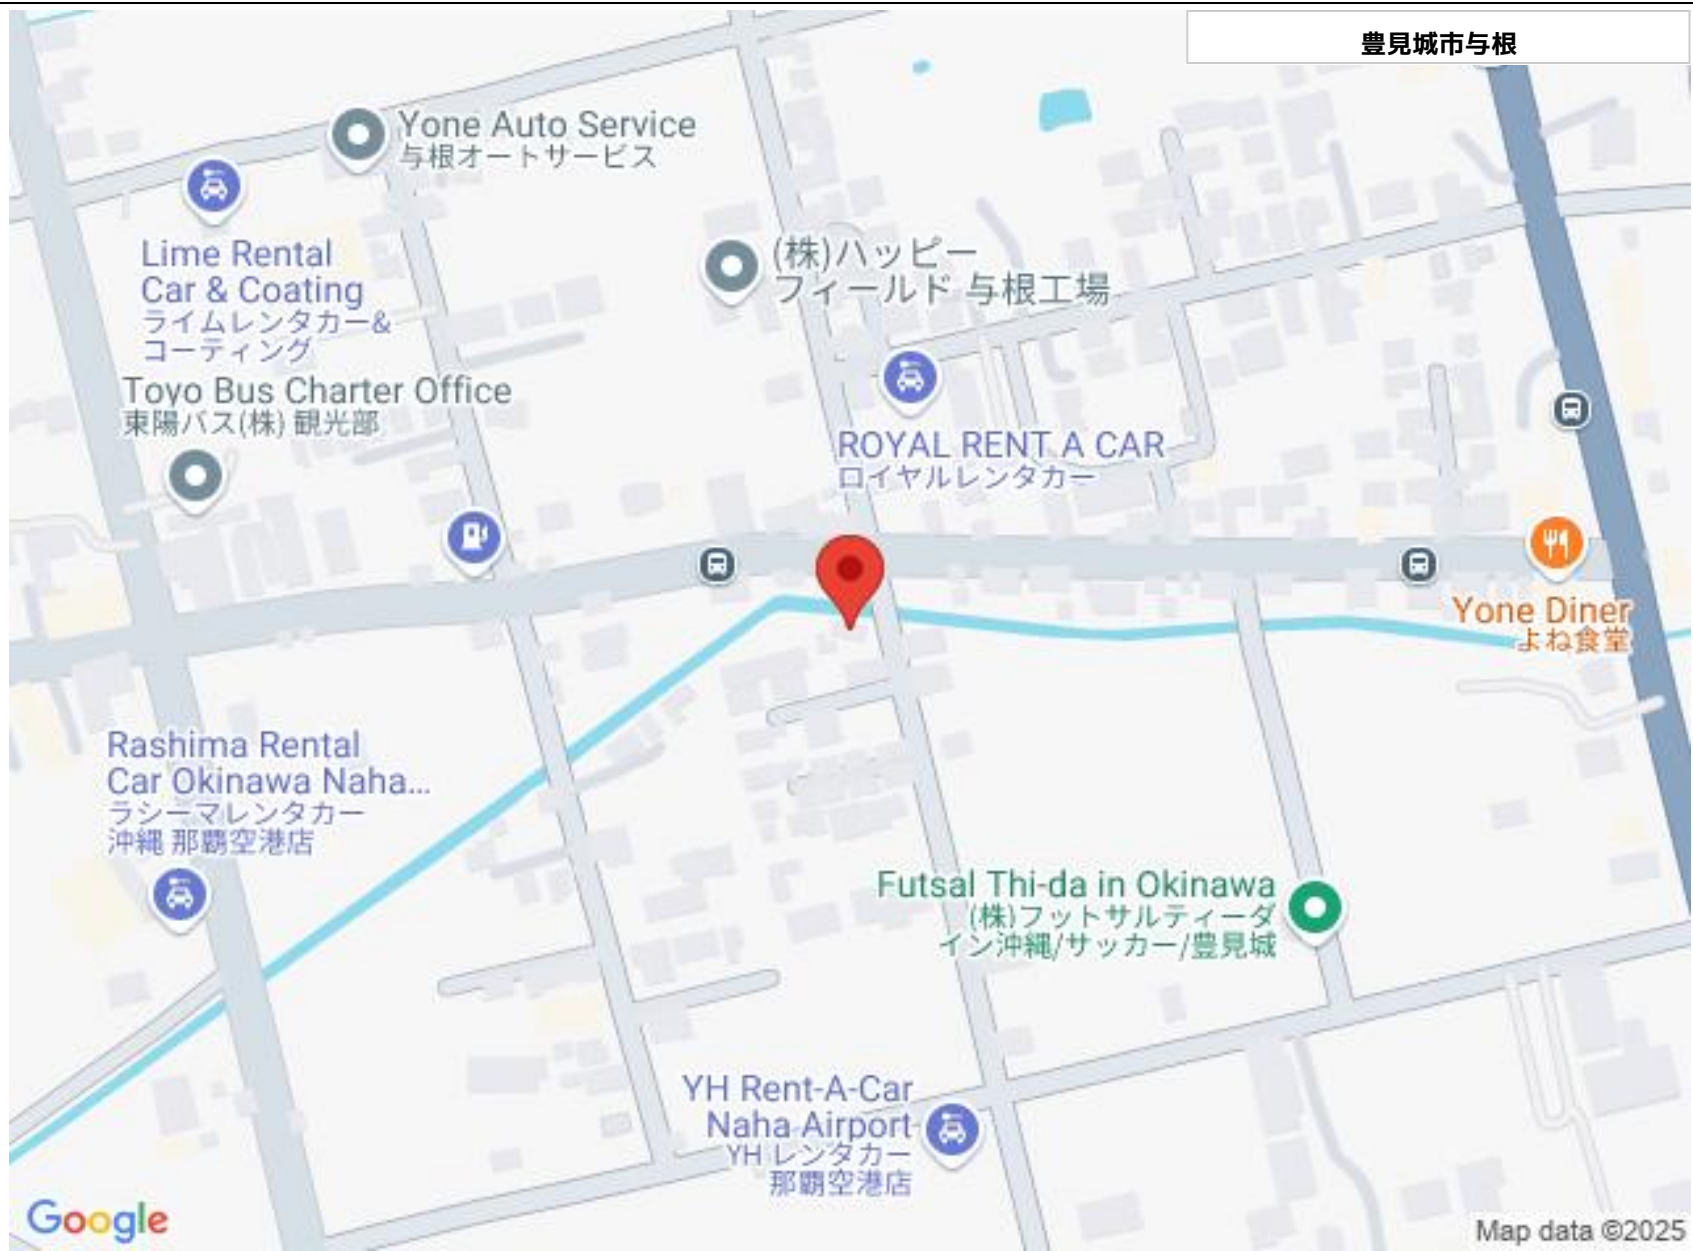 豊見城市与根
Yone Auto Service
与根オートサービス
Lime Rental
Car & Coating
ライムレンタカー&
コーティング
(株)ハッピー
フィールド 与根工場
Toyo Bus Charter Office
東陽バス(株) 観光部
ROYAL RENT A CAR
ロイヤルレンタカー
Yone Diner
よね食堂
Rashima Rental
Car Okinawa Naha...
ラシーマレンタカー
沖縄 那覇空港店
Futsal Thi-da in Okinawa
(株)フットサルティーダ
イン沖縄/サッカー/豊見城
YH Rent-A-Car
Naha Airport
YH レンタカー
那覇空港店
Google
Map data ©2025